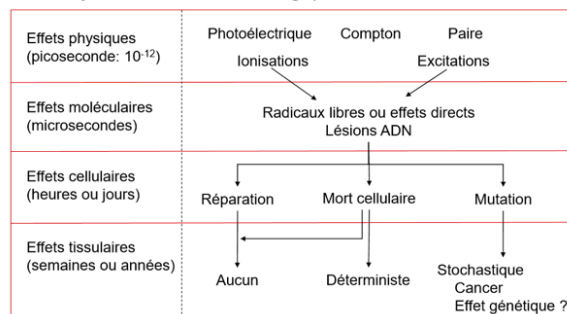 Effets physiques
(picoseconde: 10⁻¹²)
Photoélectrique Compton Paire
Ionisations Excitations
Effets moléculaires
(microsecondes)
Radicaux libres ou effets directs
Lésions ADN
Effets cellulaires
(heures ou jours)
Réparation Mort cellulaire Mutation
Effets tissulaires
(semaines ou années)
Aucun Déterministe Stochastique
Cancer
Effet génétique ?